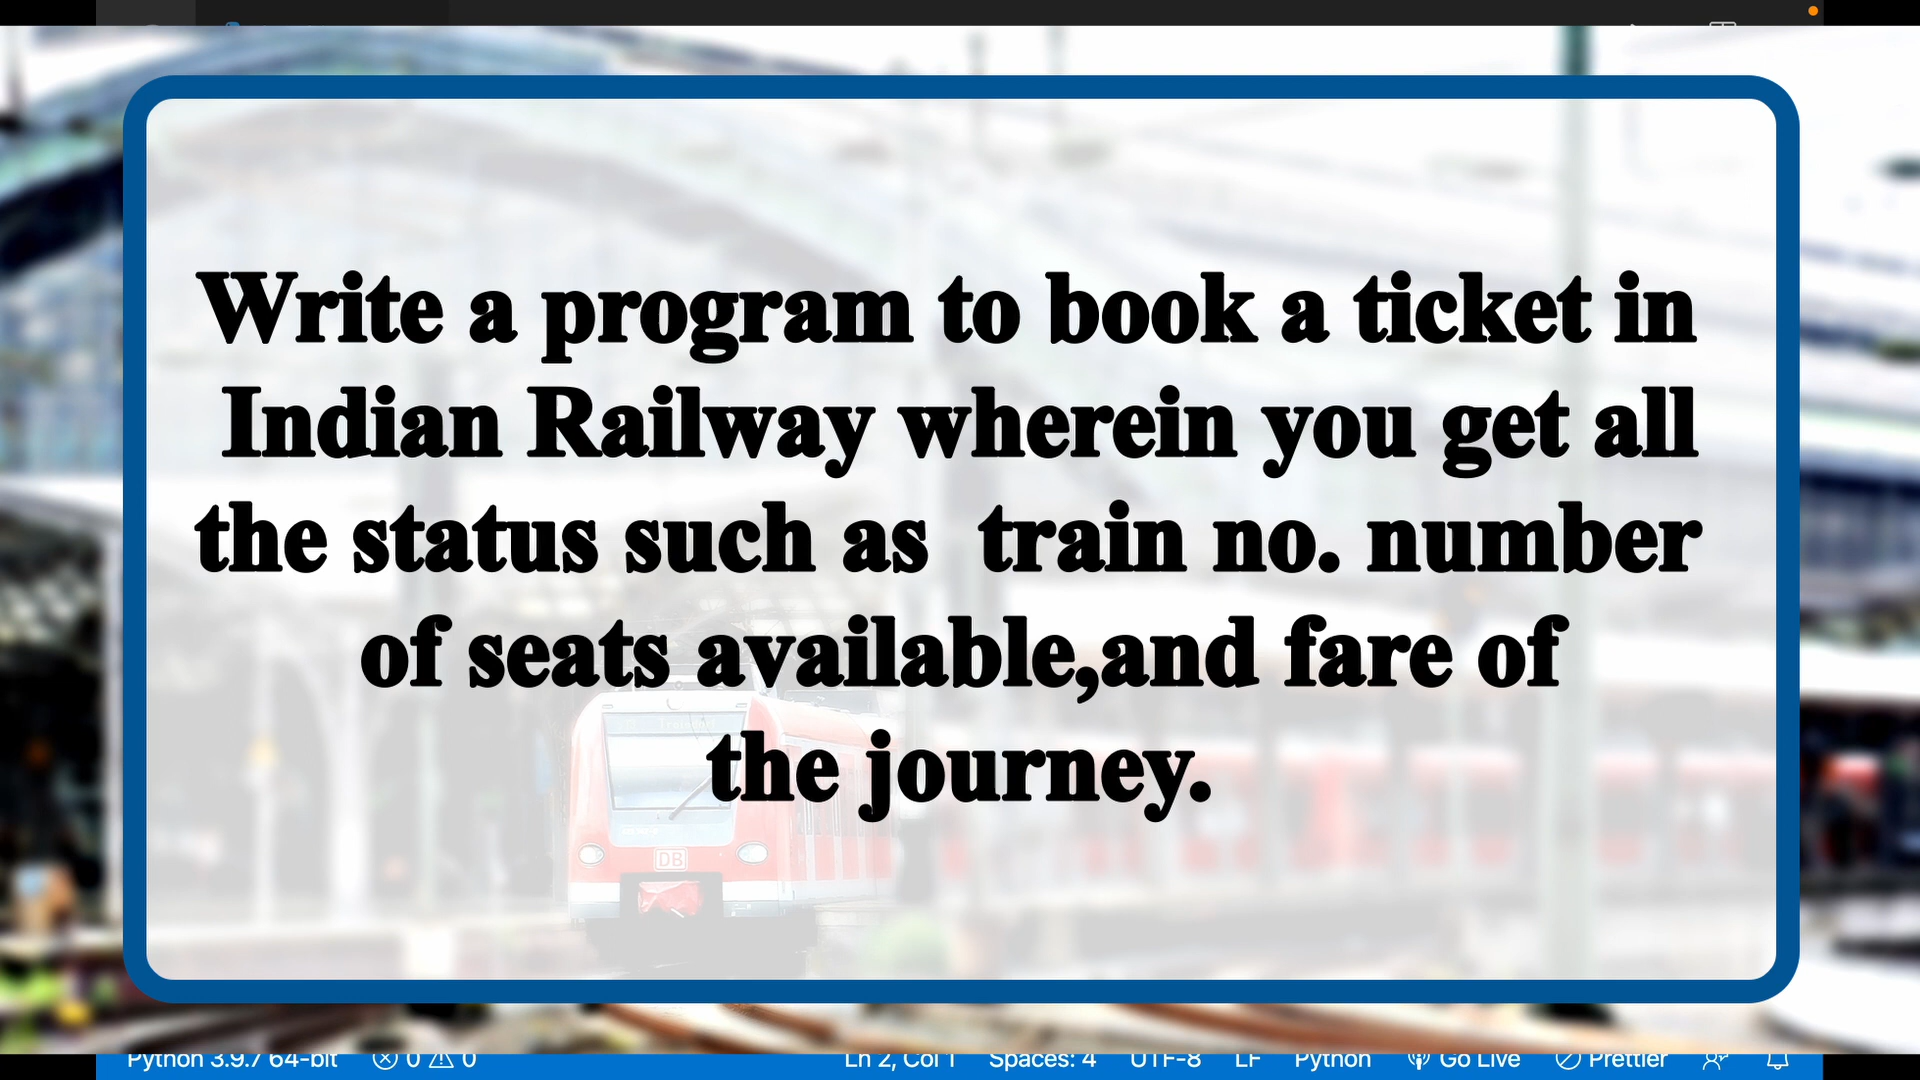 Write a program to book a ticket in
Indian Railway wherein you get all
the status such as  train no. number
of seats available,and fare of
the journey.
DB
Python 3.9.7 64-bit 0 0 Ln 2, Col 1 Spaces: 4 UTF-8 LF Python Go Live Prettier